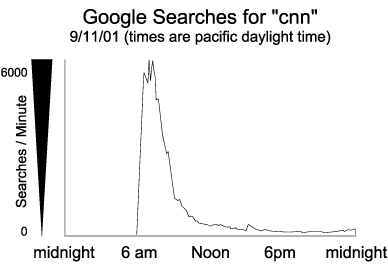 Google Searches for "cnn"
9/11/01 (times are pacific daylight time)
6000
Searches / Minute
0
midnight 6 am Noon 6pm midnight